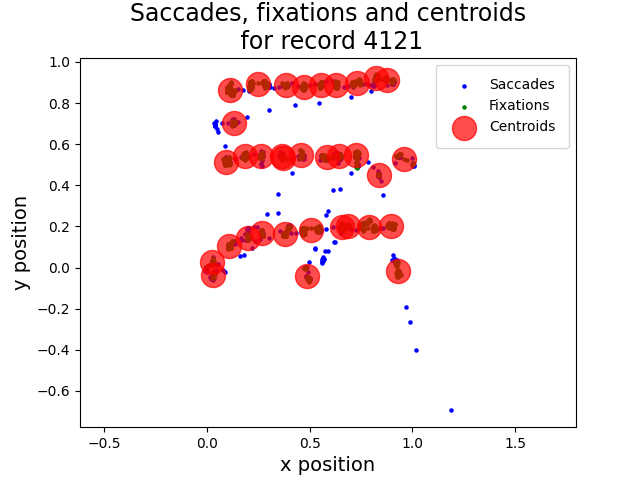 Saccades, fixations and centroids
for record 4121
1.0
0.8
0.6
0.4
0.2
0.0
−0.2
−0.4
−0.6
y position
Saccades
Fixations
Centroids
−0.5
0.0
0.5
1.0
1.5
x position